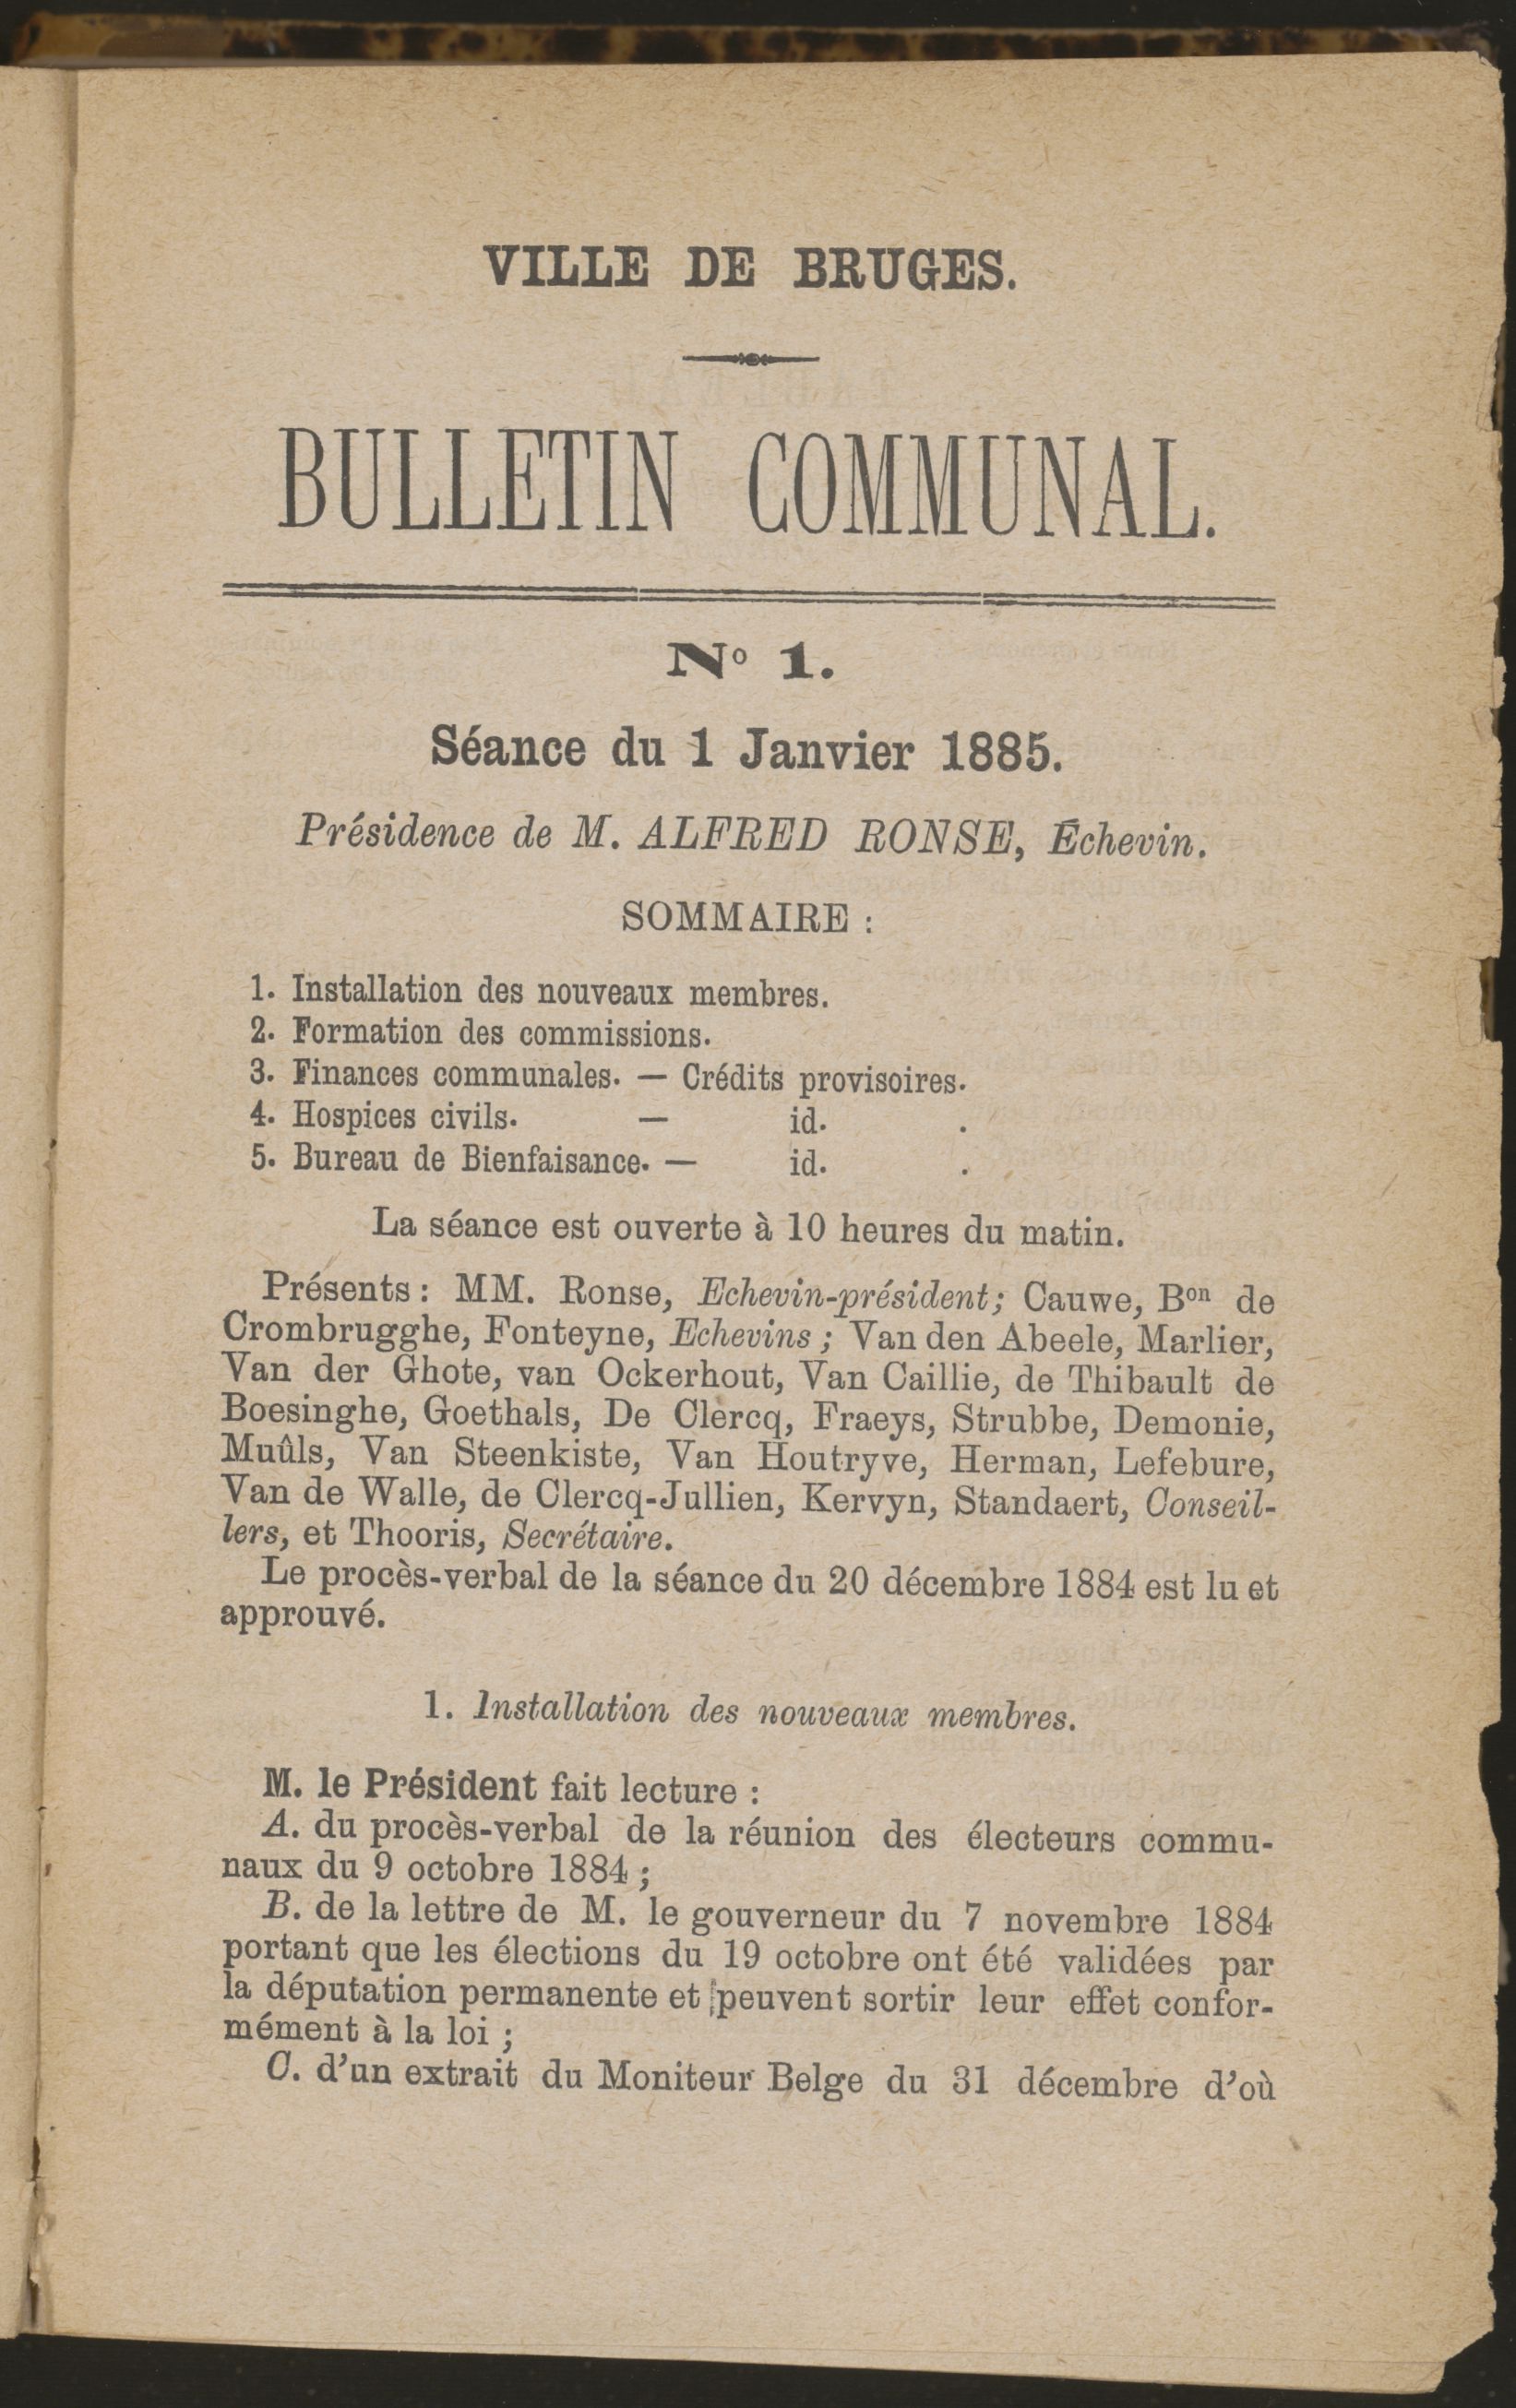 VILLE DE BRUGES.
BULLETIN COMMUNAL.
Nº 1.
Séance du 1 Janvier 1885.
Présidence de M. ALFRED RONSE, Échevin.
SOMMAIRE :
1. Installation des nouveaux membres.
2. Formation des commissions.
3. Finances communales. — Crédits provisoires.
4. Hospices civils. — id. .
5. Bureau de Bienfaisance. — id. .
La séance est ouverte à 10 heures du matin.
Présents : MM. Ronse, Echevin-président; Cauwe, Bon de
Crombrugghe, Fonteyne, Echevins ; Van den Abeele, Marlier,
Van der Ghote, van Ockerhout, Van Caillie, de Thibault de
Boesinghe, Goethals, De Clercq, Fraeys, Strubbe, Demonie,
Muûls, Van Steenkiste, Van Houtryve, Herman, Lefebure,
Van de Walle, de Clercq-Jullien, Kervyn, Standaert, Conseil-
lers, et Thooris, Secrétaire.
Le procès-verbal de la séance du 20 décembre 1884 est lu et
approuvé.
1. Installation des nouveaux membres.
M. le Président fait lecture :
A. du procès-verbal de la réunion des électeurs commu-
naux du 9 octobre 1884 ;
B. de la lettre de M. le gouverneur du 7 novembre 1884
portant que les élections du 19 octobre ont été validées par
la députation permanente et peuvent sortir leur effet confor-
mément à la loi ;
C. d'un extrait du Moniteur Belge du 31 décembre d'où